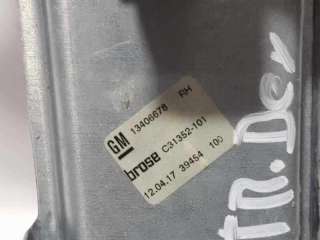 GM 13406678 RH
brose C31352-101
12.04.17 39454 100
TR. Der